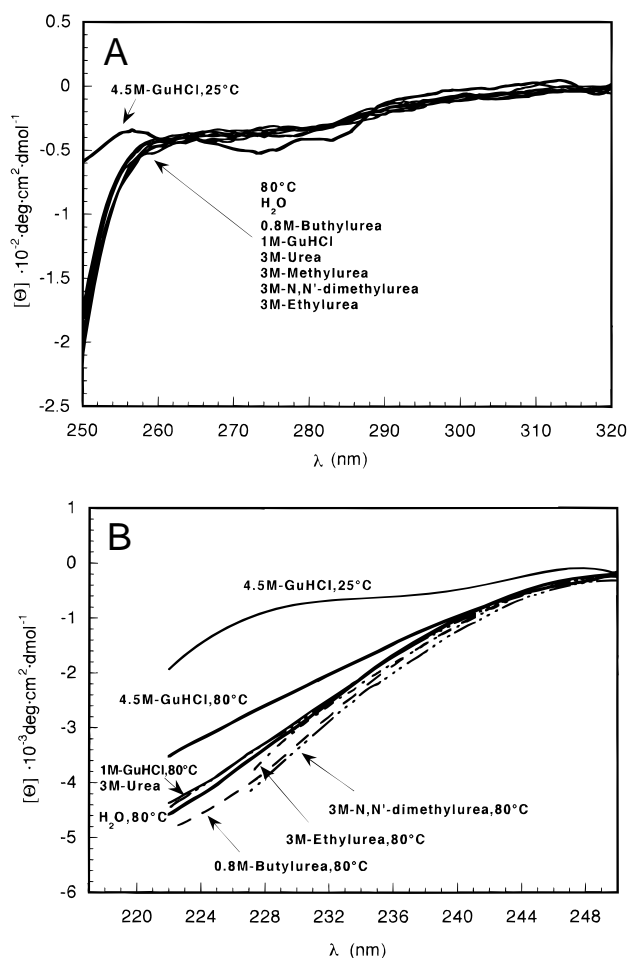 A
0.5
0
-0.5
-1
-1.5
-2
-2.5
[Θ] ·10⁻²·deg·cm²·dmol⁻¹
4.5M-GuHCl,25°C
80°C
H₂O
0.8M-Buthylurea
1M-GuHCl
3M-Urea
3M-Methylurea
3M-N,N'-dimethylurea
3M-Ethylurea
250 260 270 280 290 300 310 320
λ (nm)
B
1
0
-1
-2
-3
-4
-5
-6
[Θ] ·10⁻³deg·cm²·dmol⁻¹
4.5M-GuHCl,25°C
4.5M-GuHCl,80°C
1M-GuHCl,80°C
3M-Urea
H₂O,80°C
3M-N,N'-dimethylurea,80°C
3M-Ethylurea,80°C
0.8M-Butylurea,80°C
220 224 228 232 236 240 244 248
λ (nm)